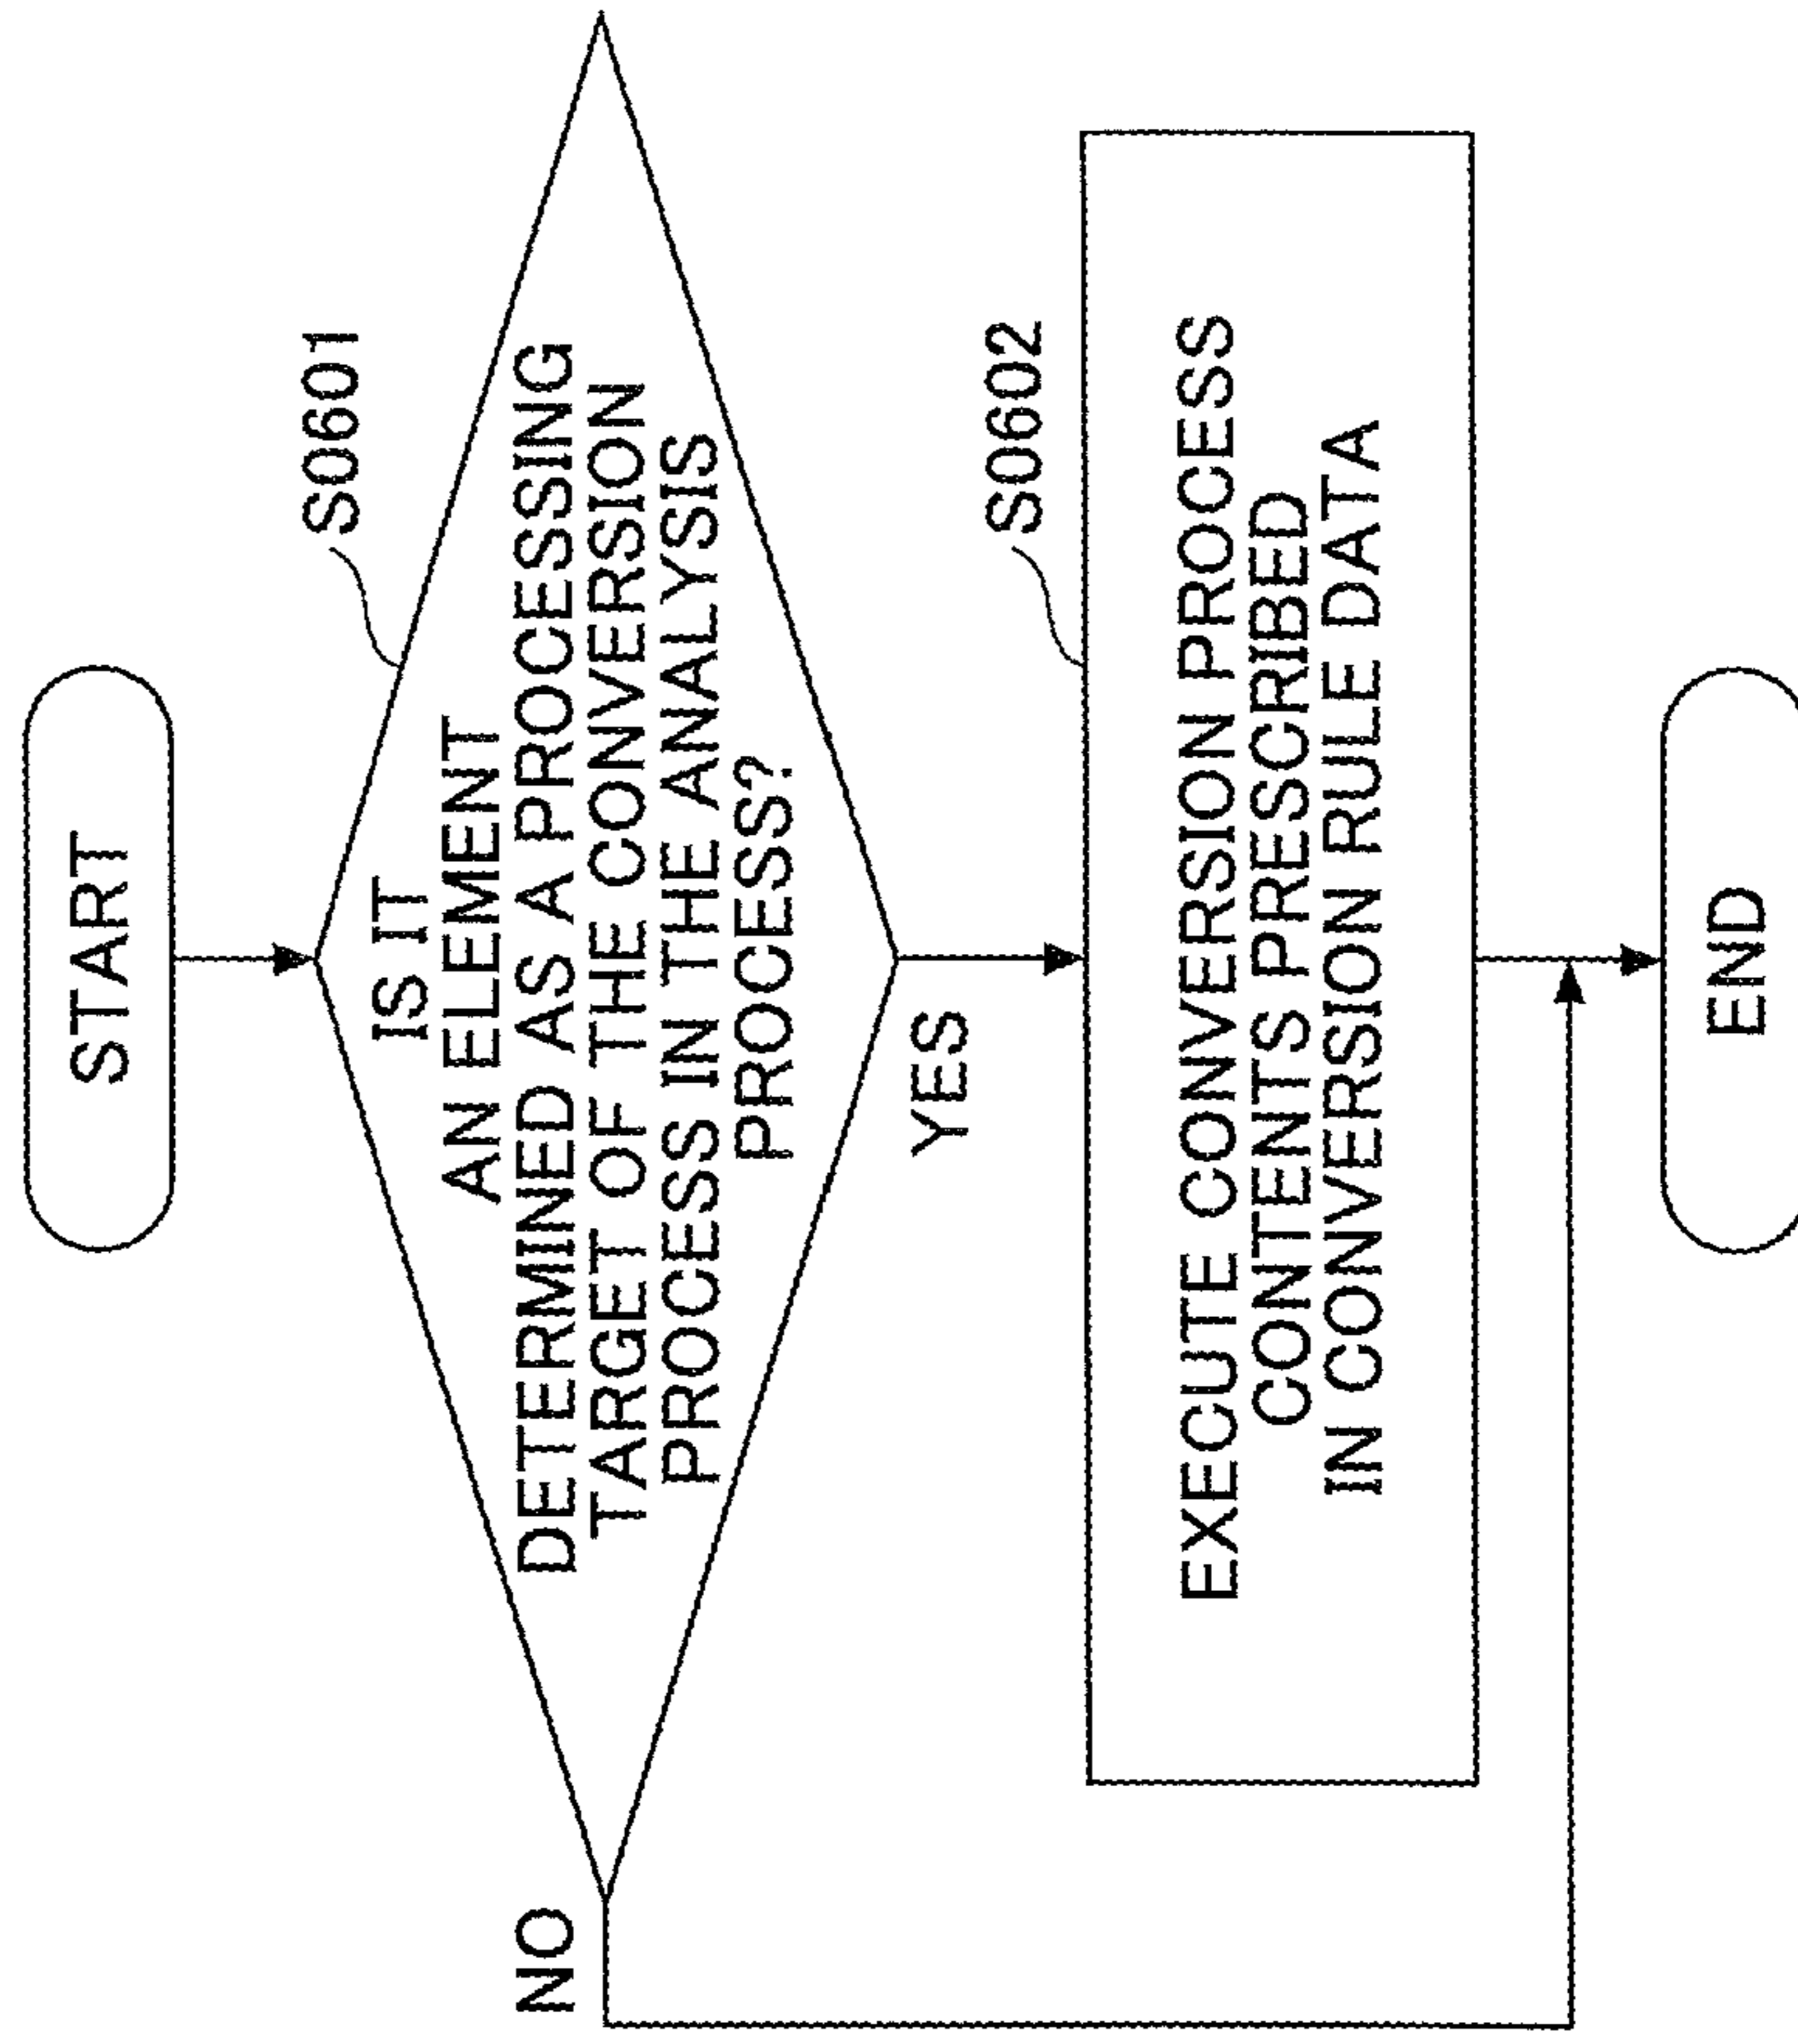 START
S0601
IS IT
AN ELEMENT
DETERMINED AS A PROCESSING
TARGET OF THE CONVERSION
PROCESS IN THE ANALYSIS
PROCESS?
NO
YES
S0602
EXECUTE CONVERSION PROCESS
CONTENTS PRESCRIBED
IN CONVERSION RULE DATA
END